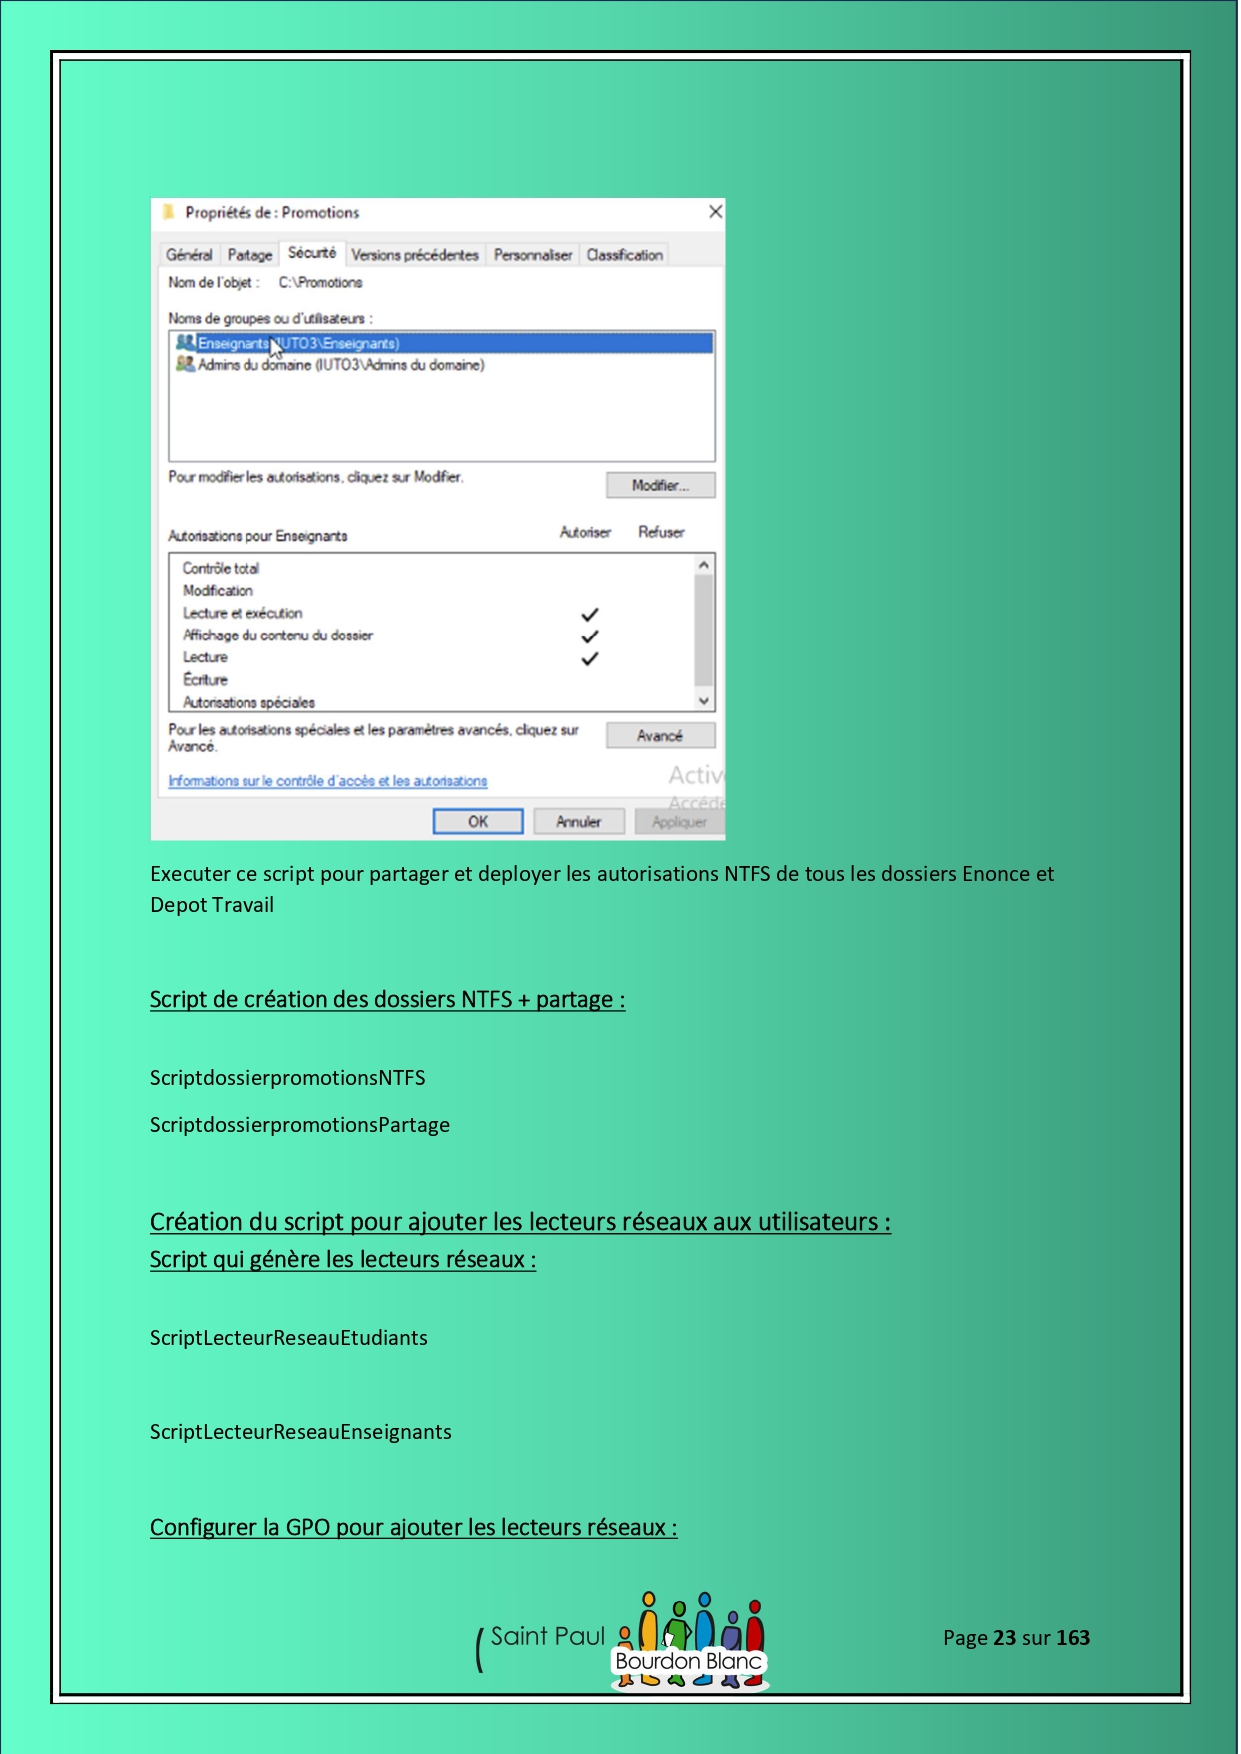 Propriétés de : Promotions
Général Partage Sécurité Versions précédentes Personnaliser Classification
Nom de l'objet : C:\Promotions
Noms de groupes ou d'utilisateurs :
Enseignants (IUTO3\Enseignants)
Admins du domaine (IUTO3\Admins du domaine)
Pour modifier les autorisations, cliquez sur Modifier.
Modifier...
Autorisations pour Enseignants Autoriser Refuser
Contrôle total
Modification
Lecture et exécution
Affichage du contenu du dossier
Lecture
Écriture
Autorisations spéciales
Pour les autorisations spéciales et les paramètres avancés, cliquez sur
Avancé.
Avancé
Informations sur le contrôle d'accès et les autorisations
Activ
Accéde
OK Annuler Appliquer
Executer ce script pour partager et deployer les autorisations NTFS de tous les dossiers Enonce et
Depot Travail
Script de création des dossiers NTFS + partage :
ScriptdossierpromotionsNTFS
ScriptdossierpromotionsPartage
Création du script pour ajouter les lecteurs réseaux aux utilisateurs :
Script qui génère les lecteurs réseaux :
ScriptLecteurReseauEtudiants
ScriptLecteurReseauEnseignants
Configurer la GPO pour ajouter les lecteurs réseaux :
Saint Paul
Bourdon Blanc
Page 23 sur 163